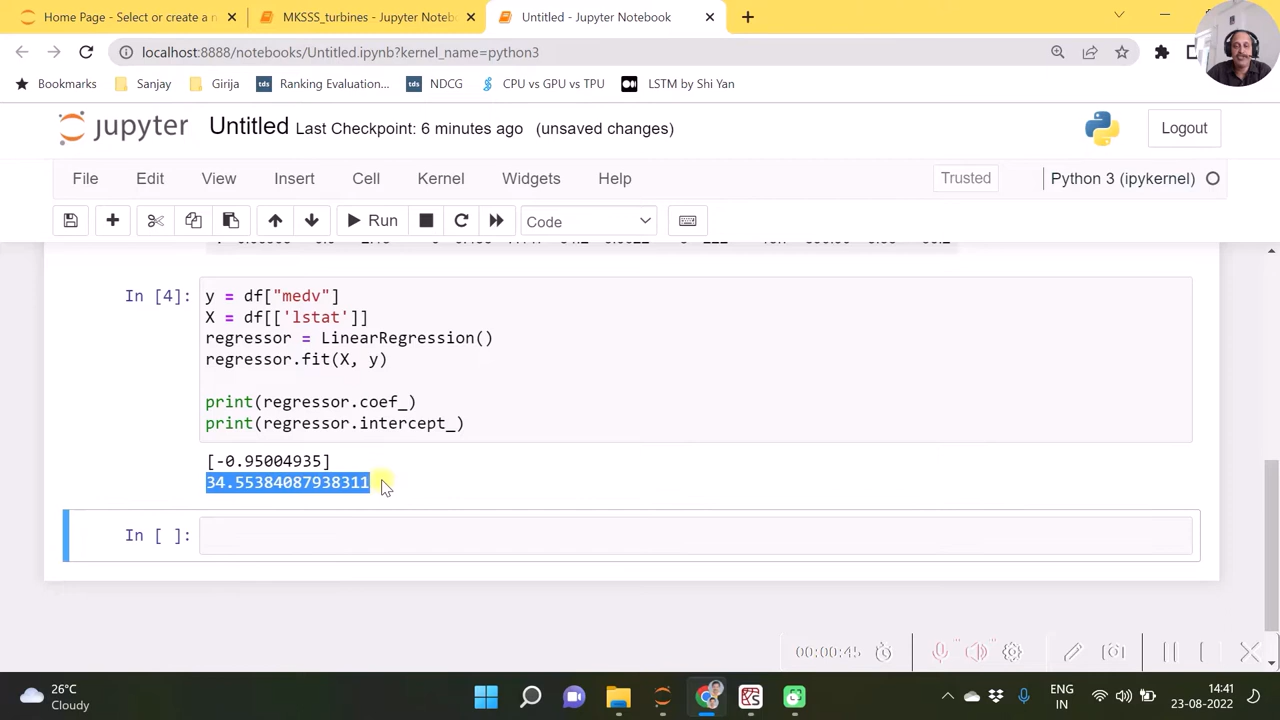 Home Page - Select or create a n
MKSSS_turbines - Jupyter Notebo
Untitled - Jupyter Notebook
localhost:8888/notebooks/Untitled.ipynb?kernel_name=python3
Bookmarks
Sanjay
Girija
tds Ranking Evaluation...
tds NDCG
CPU vs GPU vs TPU
LSTM by Shi Yan
jupyter Untitled Last Checkpoint: 6 minutes ago (unsaved changes)
Logout
File Edit View Insert Cell Kernel Widgets Help
Trusted
Python 3 (ipykernel)
Run
Code
In [4]:
y = df["medv"]
X = df[['lstat']]
regressor = LinearRegression()
regressor.fit(X, y)
print(regressor.coef_)
print(regressor.intercept_)
[-0.95004935]
34.55384087938311
In [ ]:
00:00:45
26°C
Cloudy
ENG
IN
14:41
23-08-2022